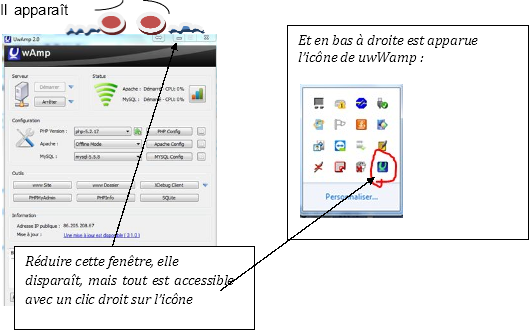 Il apparaît
UwAmp 2.0
uwAmp
Serveur
Status
Démarrer
Arrêter
Apache : Démarré - CPU: 0%
MySQL : Démarré - CPU: 0%
Configuration
PHP Version : php-5.2.17 PHP Config
Apache : Offline Mode Apache Config
MySQL : mysql-5.5.8 MYSQL Config
Outils
www Site www Dossier XDebug Client
PHPMyAdmin PHPInfo SQLite
Information
Adresse IP publique : 86.205.208.67
Mise à jour : Une mise à jour est disponible ( 2.1.0 )
Réduire cette fenêtre, elle
disparaît, mais tout est accessible
avec un clic droit sur l'icône
Et en bas à droite est apparue
l'icône de uwWamp :
Personnaliser...